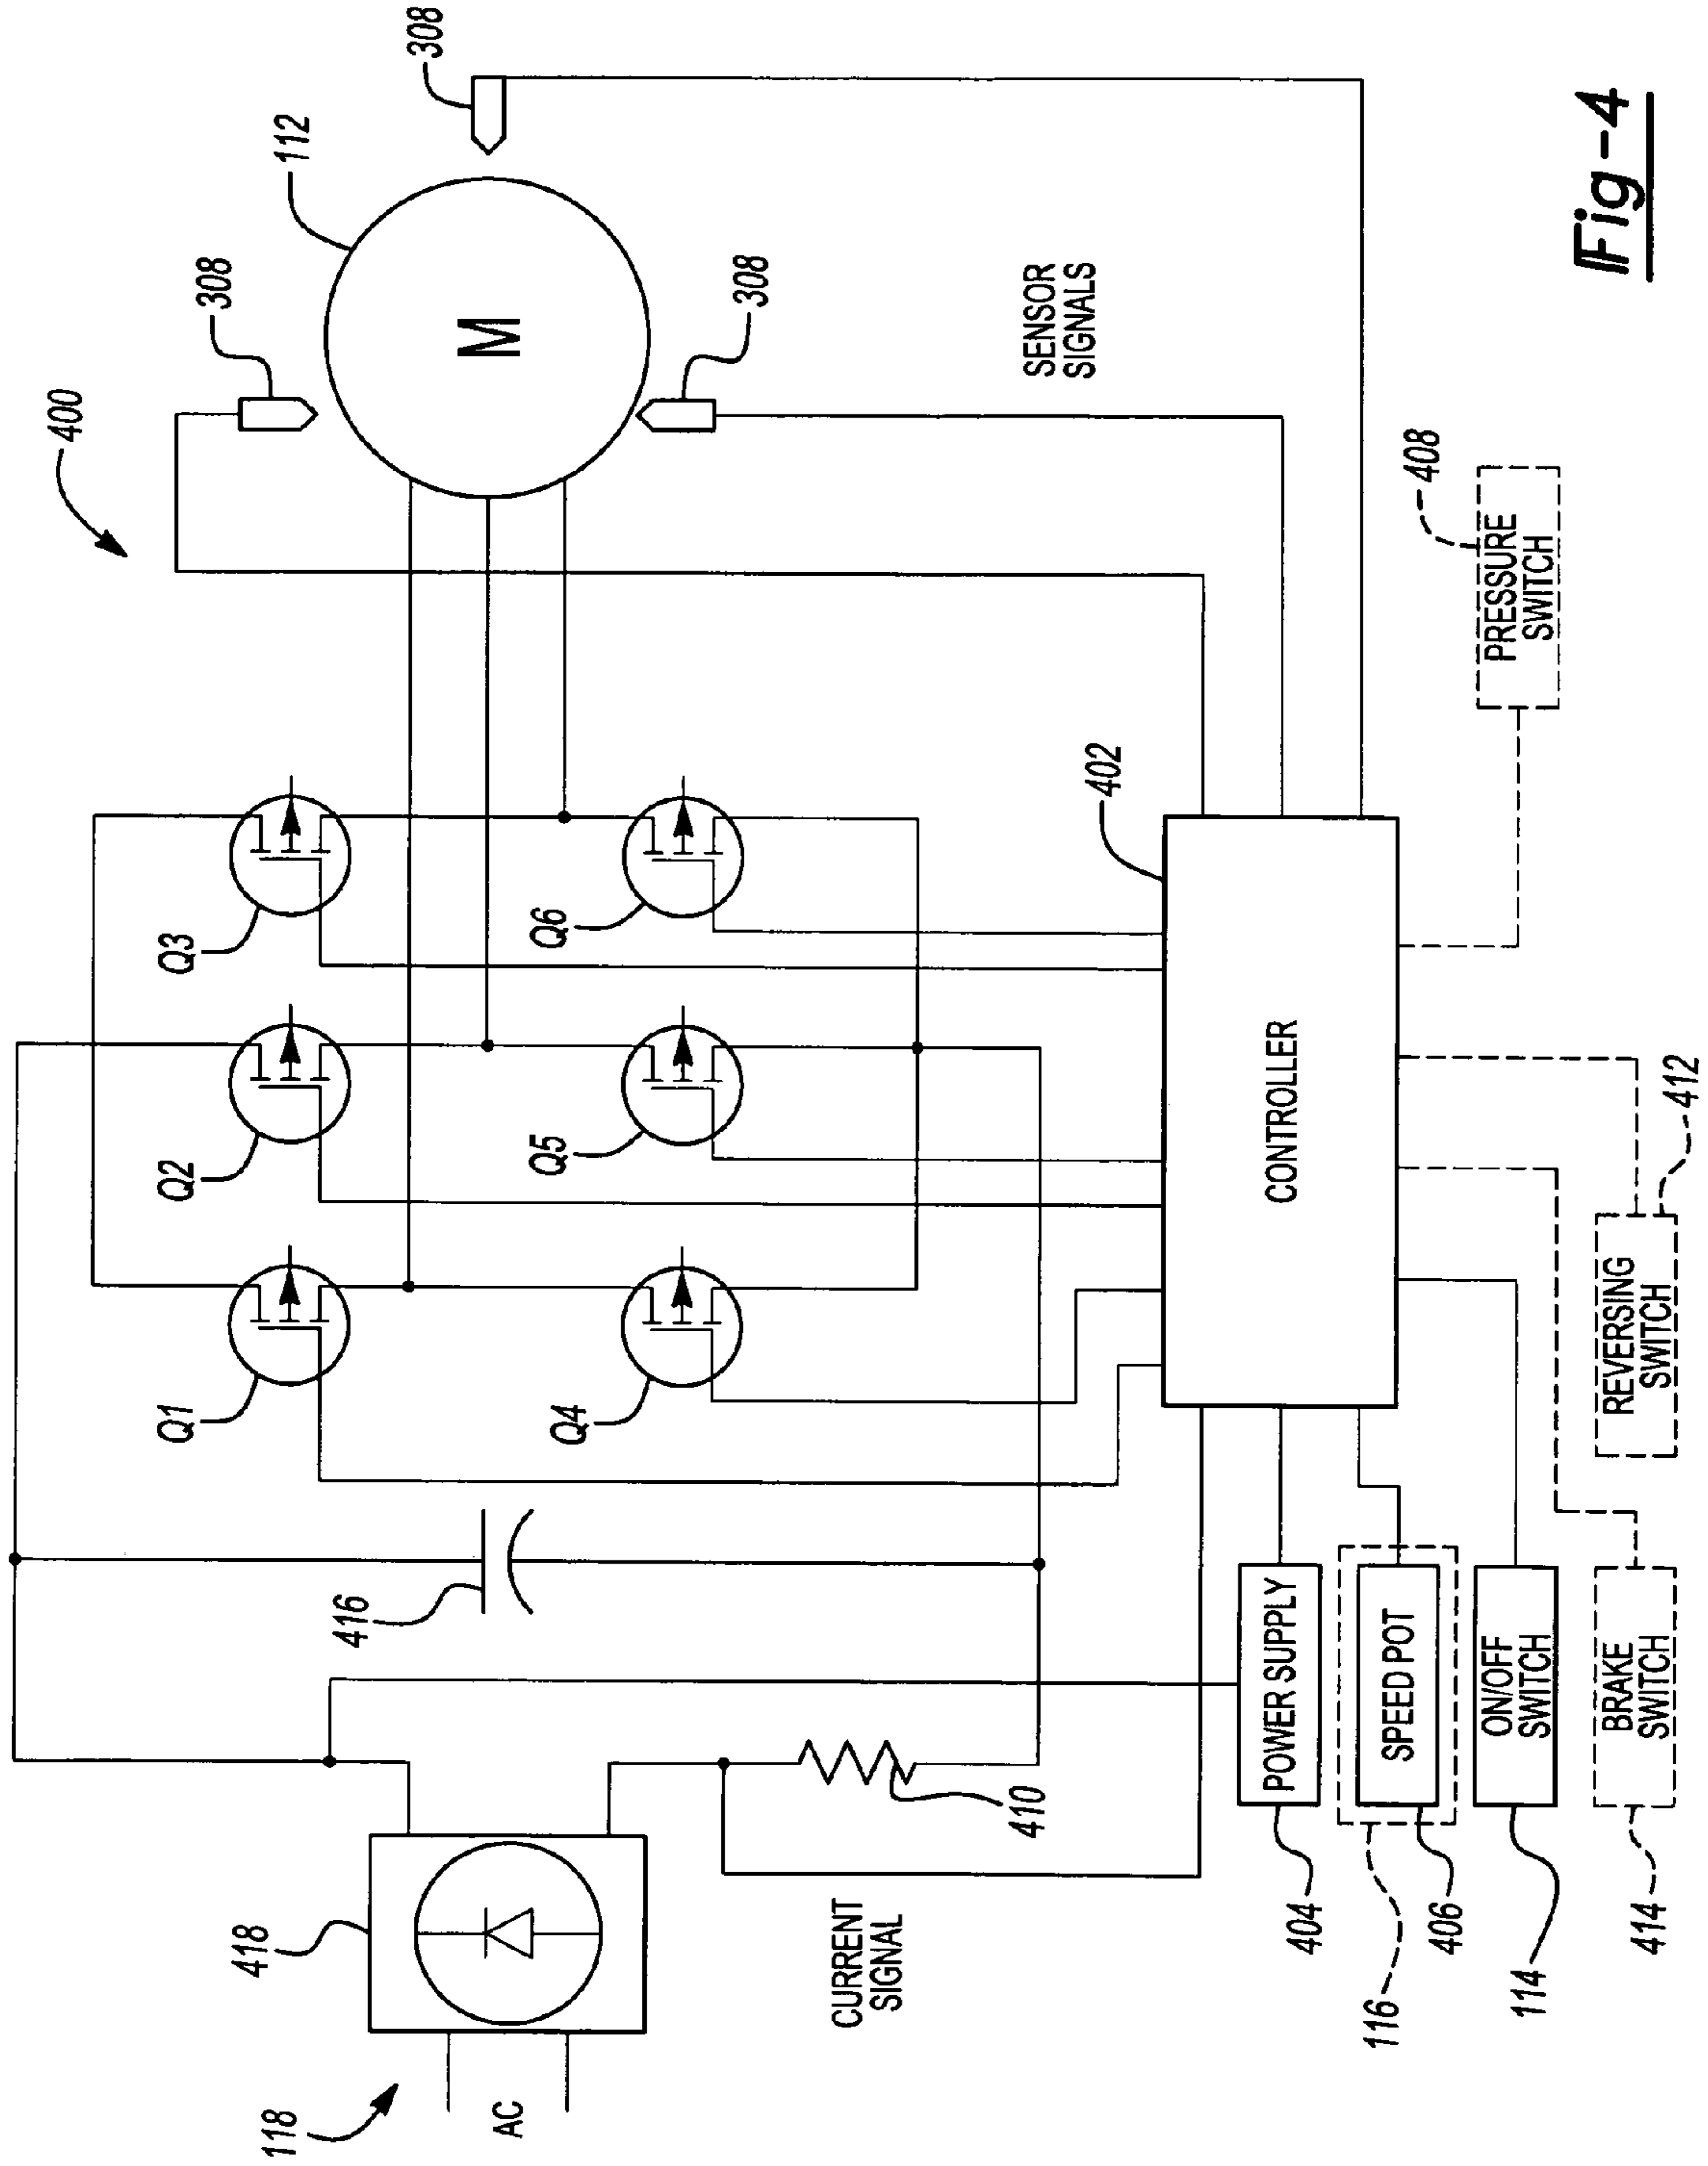 400
308
308
112
308
SENSOR
SIGNALS
Q1
Q2
Q3
Q4
Q5
Q6
M
416
418
118
AC
410
CURRENT
SIGNAL
402
CONTROLLER
404
POWER SUPPLY
116
406
SPEED POT
114
ON/OFF
SWITCH
414
BRAKE
SWITCH
REVERSING
SWITCH
412
PRESSURE
SWITCH
408
Fig-4